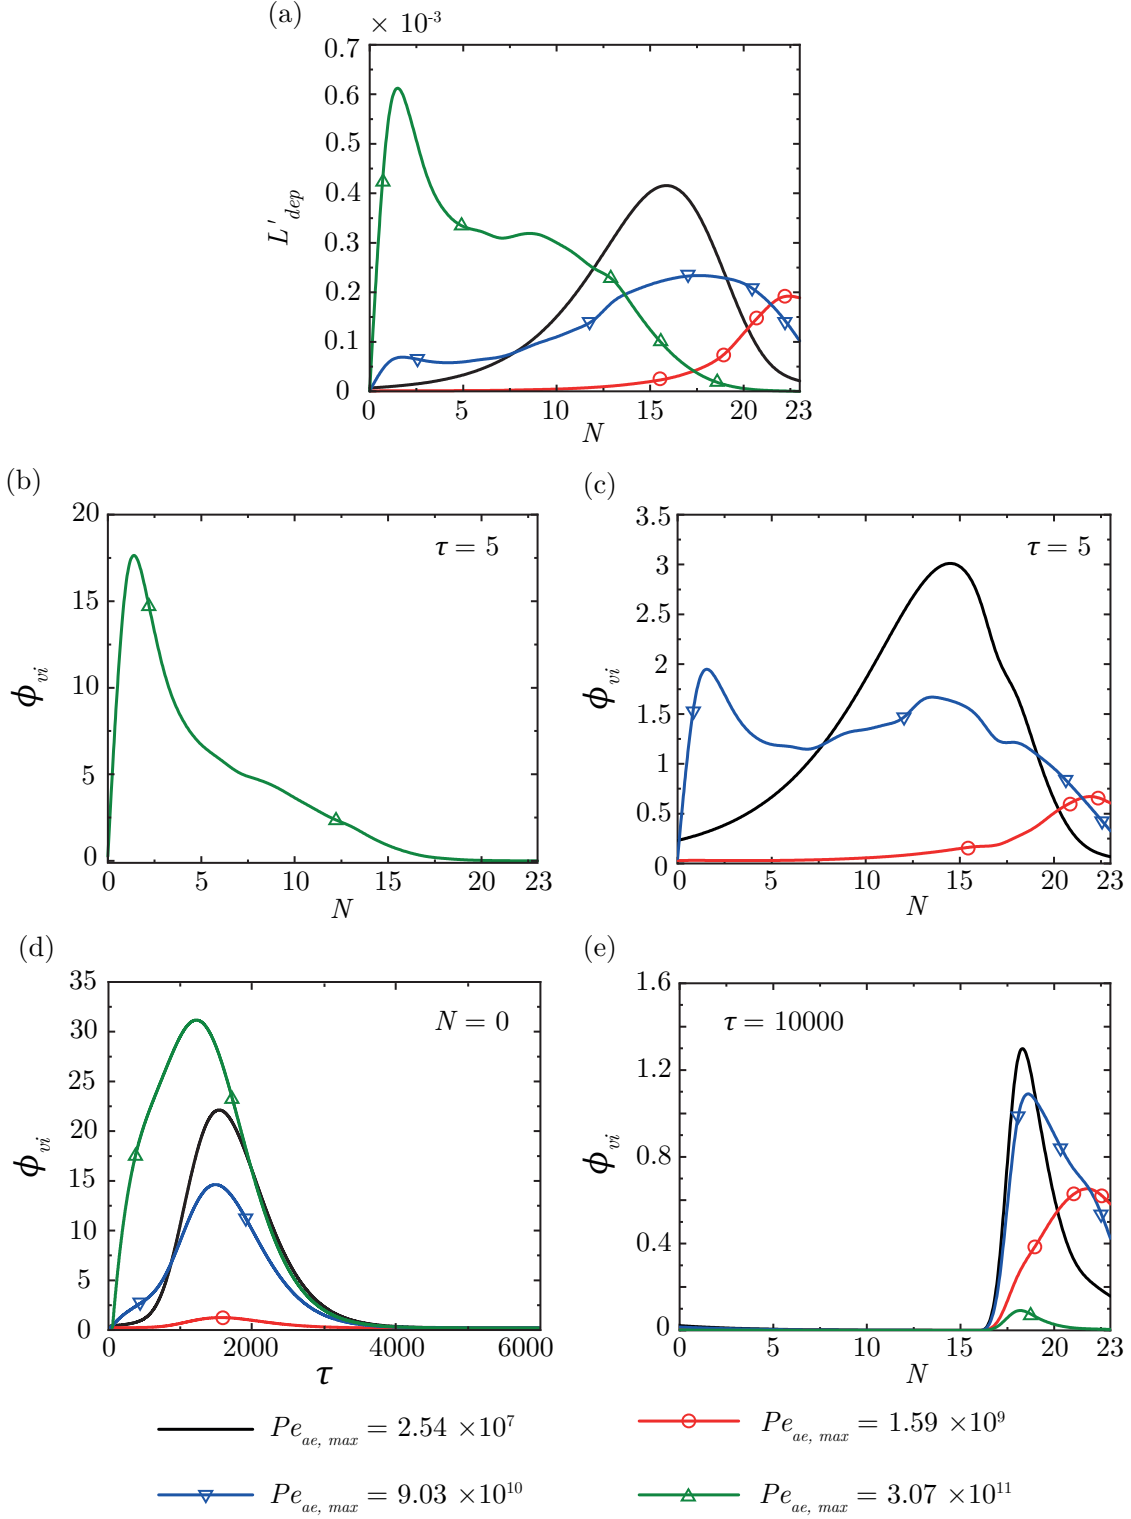 (a)
× 10⁻³
0.7
0.6
0.5
0.4
0.3
0.2
0.1
0
L'dep
0 5 10 15 20 23
N
(b)
20
15
10
5
0
ϕvi
τ = 5
0 5 10 15 20 23
N
(c)
3.5
3
2.5
2
1.5
1
0.5
0
ϕvi
τ = 5
0 5 10 15 20 23
N
(d)
35
30
25
20
15
10
5
0
ϕvi
N = 0
0 2000 4000 6000
τ
(e)
1.6
1.2
0.8
0.4
0
ϕvi
τ = 10000
0 5 10 15 20 23
N
Peae, max = 2.54 ×10⁷
Peae, max = 1.59 ×10⁹
Peae, max = 9.03 ×10¹⁰
Peae, max = 3.07 ×10¹¹